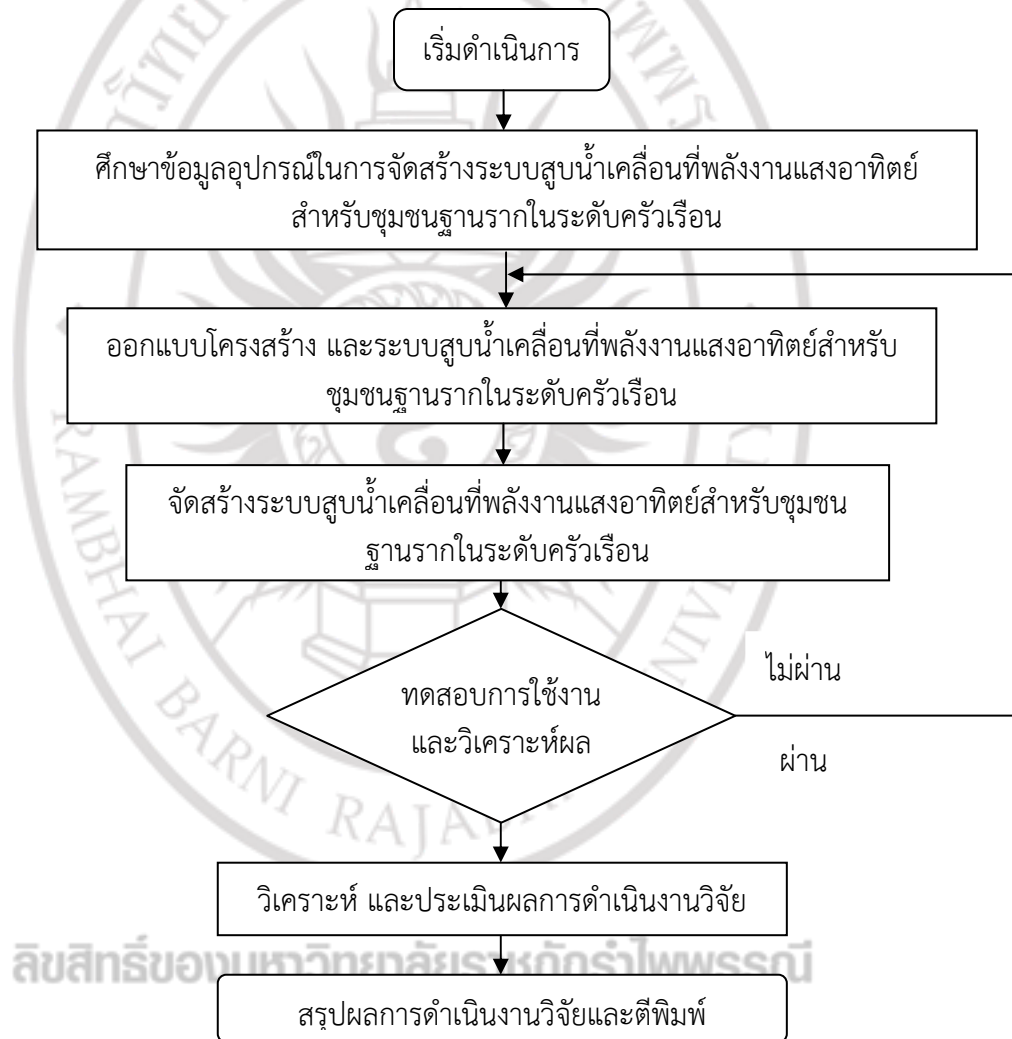 เริ่มดำเนินการ
ศึกษาข้อมูลอุปกรณ์ในการจัดสร้างระบบสูบน้ำเคลื่อนที่พลังงานแสงอาทิตย์
สำหรับชุมชนฐานรากในระดับครัวเรือน
ออกแบบโครงสร้าง และระบบสูบน้ำเคลื่อนที่พลังงานแสงอาทิตย์สำหรับ
ชุมชนฐานรากในระดับครัวเรือน
จัดสร้างระบบสูบน้ำเคลื่อนที่พลังงานแสงอาทิตย์สำหรับชุมชน
ฐานรากในระดับครัวเรือน
ทดสอบการใช้งาน
และวิเคราะห์ผล
ไม่ผ่าน
ผ่าน
วิเคราะห์ และประเมินผลการดำเนินงานวิจัย
สรุปผลการดำเนินงานวิจัยและตีพิมพ์
ลิขสิทธิ์ของมหาวิทยาลัยราชภัฏรำไพพรรณี
RAMBHAI BARNI